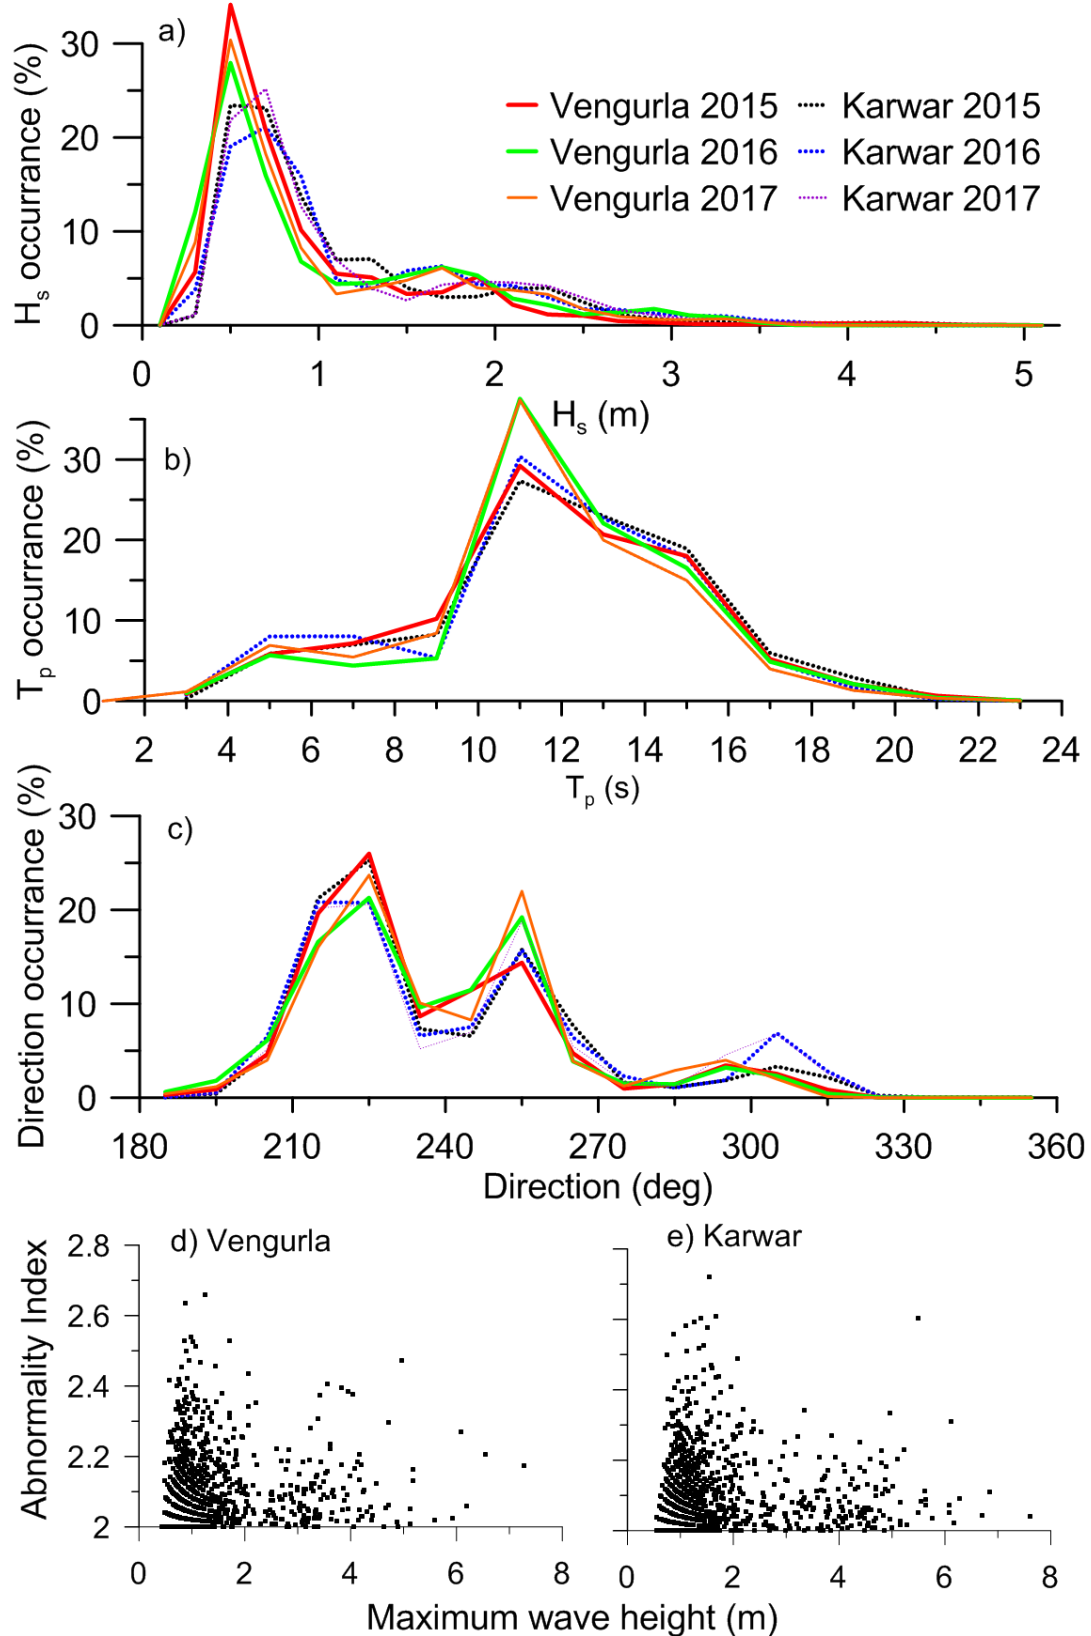 a)
30
20
10
0
H_s occurrance (%)
Vengurla 2015
Karwar 2015
Vengurla 2016
Karwar 2016
Vengurla 2017
Karwar 2017
0 1 2 3 4 5
H_s (m)
b)
30
20
10
0
T_p occurrance (%)
2 4 6 8 10 12 14 16 18 20 22 24
T_p (s)
c)
30
20
10
0
Direction occurrance (%)
180 210 240 270 300 330 360
Direction (deg)
d) Vengurla
e) Karwar
2.8
2.6
2.4
2.2
2
Abnormality Index
0 2 4 6 8
0 2 4 6 8
Maximum wave height (m)